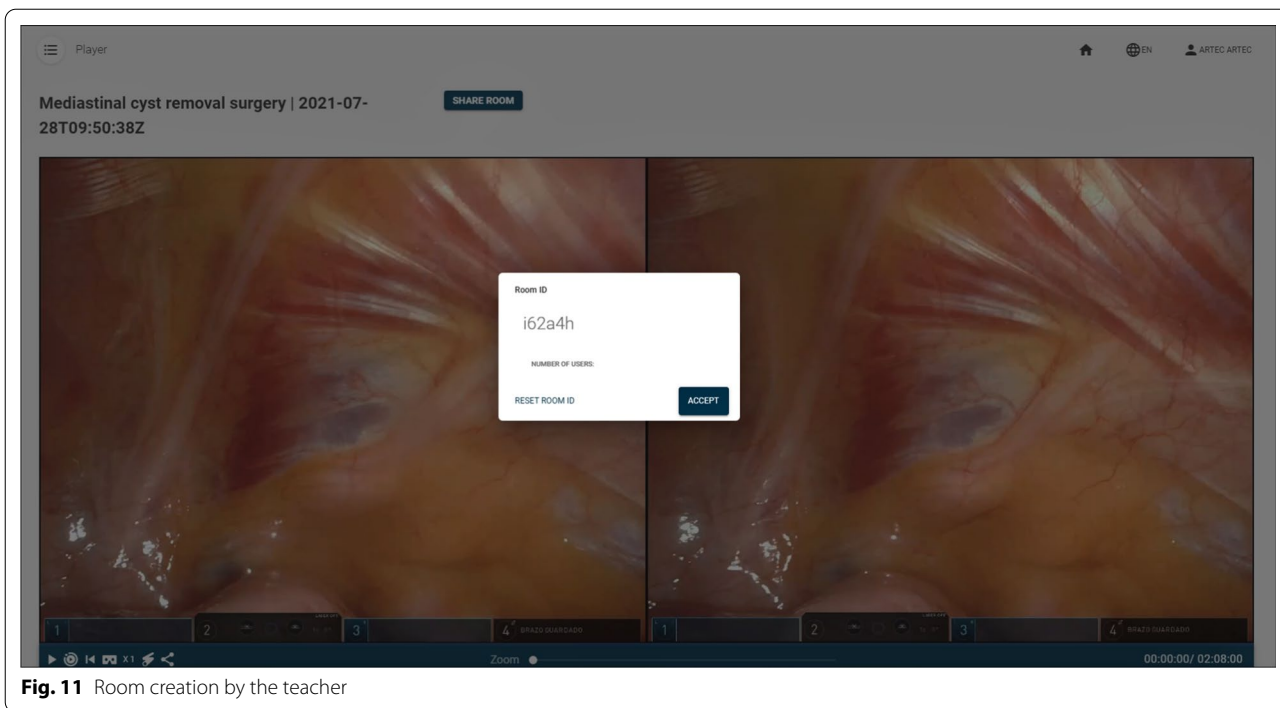 Player
EN
ARTEC ARTEC
Mediastinal cyst removal surgery | 2021-07-
28T09:50:38Z
SHARE ROOM
Room ID
i62a4h
NUMBER OF USERS:
RESET ROOM ID
ACCEPT
1
2
3
4 BRAZO GUARDADO
1
2
3
4 BRAZO GUARDADO
X1
Zoom
00:00:00/ 02:08:00
Fig. 11 Room creation by the teacher